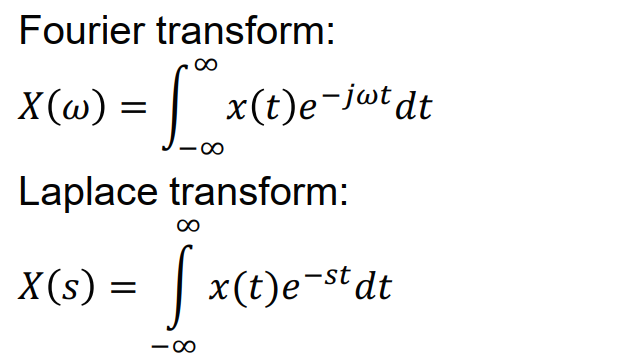 Fourier transform:
X(ω) = ∫_{-∞}^{∞} x(t)e^{-jωt}dt
Laplace transform:
X(s) = ∫_{-∞}^{∞} x(t)e^{-st}dt